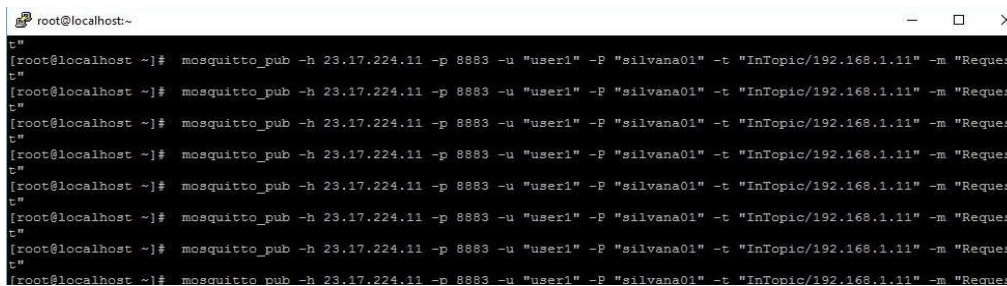 root@localhost:~
t"
[root@localhost ~]#  mosquitto_pub -h 23.17.224.11 -p 8883 -u "user1" -P "silvana01" -t "InTopic/192.168.1.11" -m "Reques
t"
[root@localhost ~]#  mosquitto_pub -h 23.17.224.11 -p 8883 -u "user1" -P "silvana01" -t "InTopic/192.168.1.11" -m "Reques
t"
[root@localhost ~]#  mosquitto_pub -h 23.17.224.11 -p 8883 -u "user1" -P "silvana01" -t "InTopic/192.168.1.11" -m "Reques
t"
[root@localhost ~]#  mosquitto_pub -h 23.17.224.11 -p 8883 -u "user1" -P "silvana01" -t "InTopic/192.168.1.11" -m "Reques
t"
[root@localhost ~]#  mosquitto_pub -h 23.17.224.11 -p 8883 -u "user1" -P "silvana01" -t "InTopic/192.168.1.11" -m "Reques
t"
[root@localhost ~]#  mosquitto_pub -h 23.17.224.11 -p 8883 -u "user1" -P "silvana01" -t "InTopic/192.168.1.11" -m "Reques
t"
[root@localhost ~]#  mosquitto_pub -h 23.17.224.11 -p 8883 -u "user1" -P "silvana01" -t "InTopic/192.168.1.11" -m "Reques
t"
[root@localhost ~]#  mosquitto_pub -h 23.17.224.11 -p 8883 -u "user1" -P "silvana01" -t "InTopic/192.168.1.11" -m "Reques